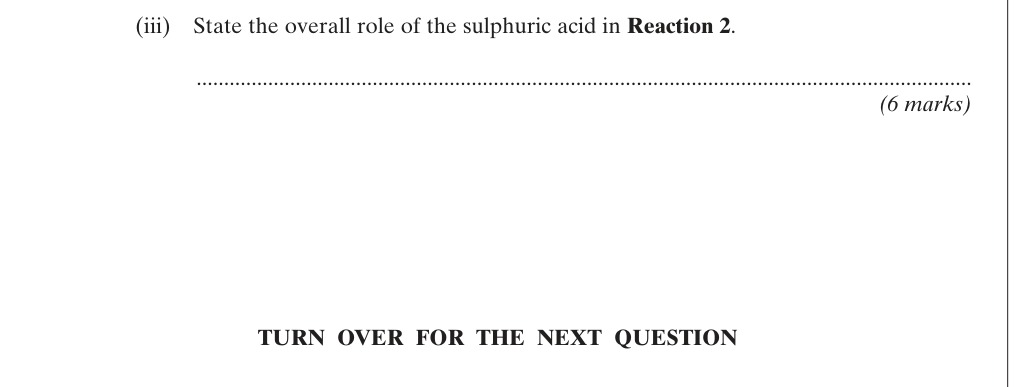 (iii) State the overall role of the sulphuric acid in Reaction 2.
................................................................................................................................................
(6 marks)
TURN OVER FOR THE NEXT QUESTION